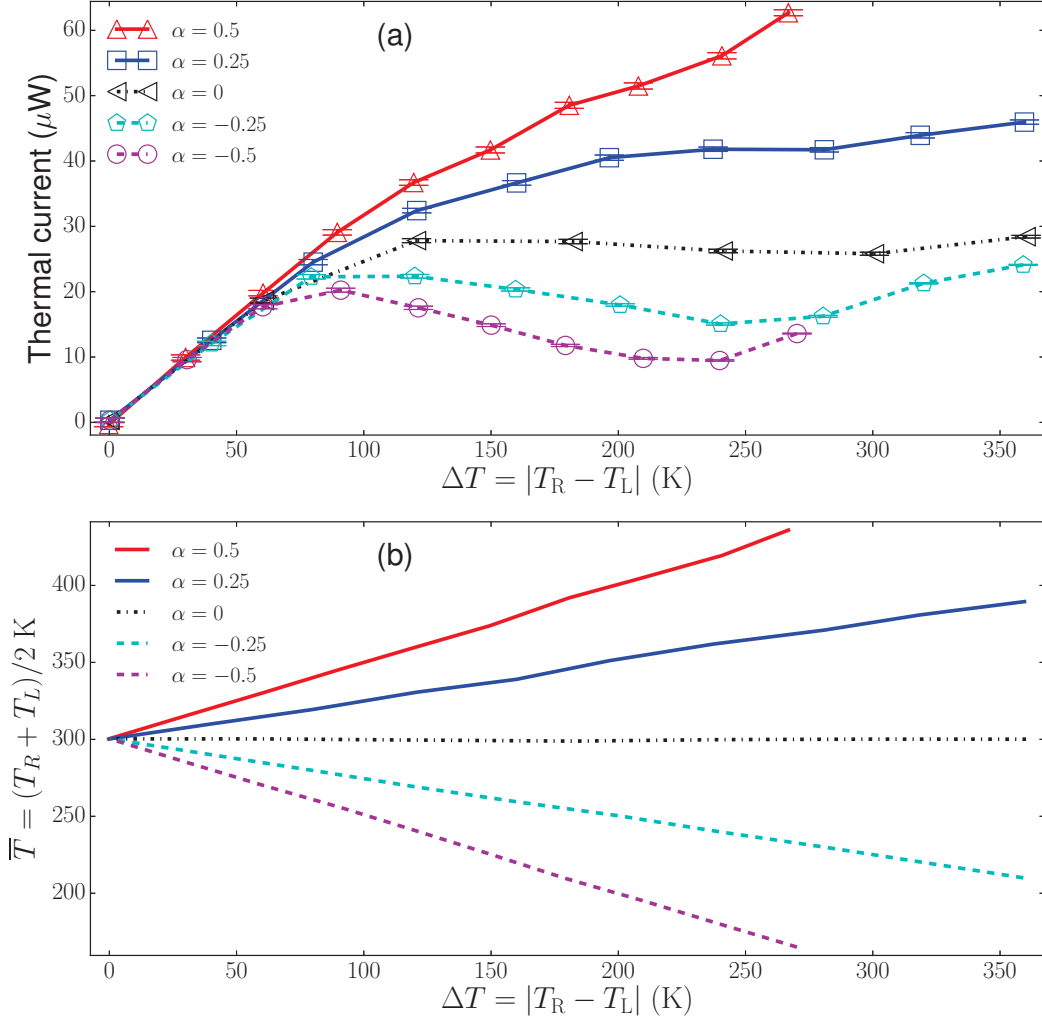 (a)
α = 0.5
α = 0.25
α = 0
α = −0.25
α = −0.5
Thermal current (μW)
60
50
40
30
20
10
0
0 50 100 150 200 250 300 350
ΔT = |T_R − T_L| (K)
(b)
α = 0.5
α = 0.25
α = 0
α = −0.25
α = −0.5
T̅ = (T_R + T_L)/2 K
400
350
300
250
200
0 50 100 150 200 250 300 350
ΔT = |T_R − T_L| (K)